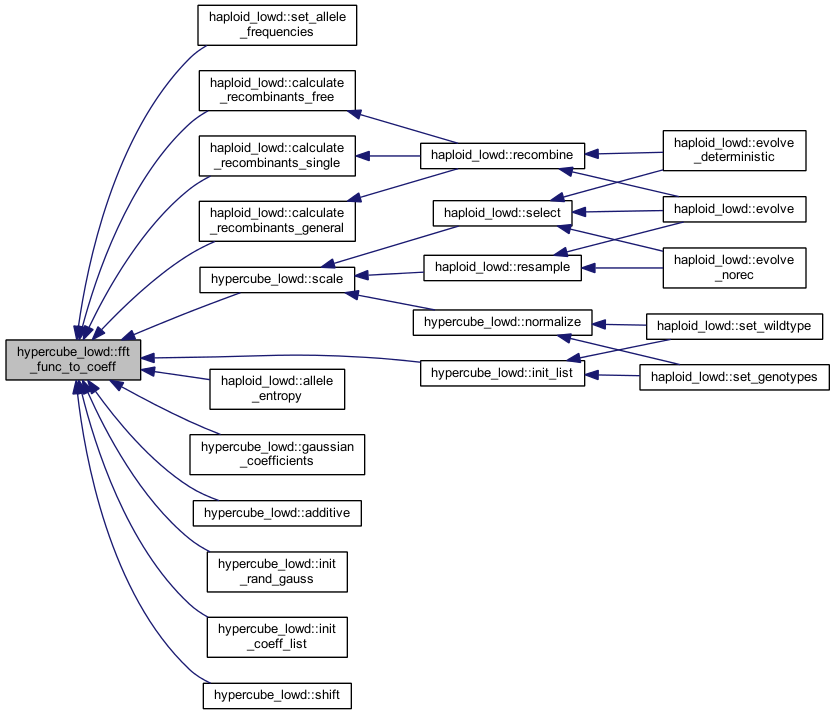 haploid_lowd::set_allele
_frequencies
haploid_lowd::calculate
_recombinants_free
haploid_lowd::calculate
_recombinants_single
haploid_lowd::calculate
_recombinants_general
hypercube_lowd::scale
hypercube_lowd::fft
_func_to_coeff
haploid_lowd::allele
_entropy
hypercube_lowd::gaussian
_coefficients
hypercube_lowd::additive
hypercube_lowd::init
_rand_gauss
hypercube_lowd::init
_coeff_list
hypercube_lowd::shift
haploid_lowd::recombine
haploid_lowd::select
haploid_lowd::resample
hypercube_lowd::normalize
hypercube_lowd::init_list
haploid_lowd::evolve
_deterministic
haploid_lowd::evolve
haploid_lowd::evolve
_norec
haploid_lowd::set_wildtype
haploid_lowd::set_genotypes